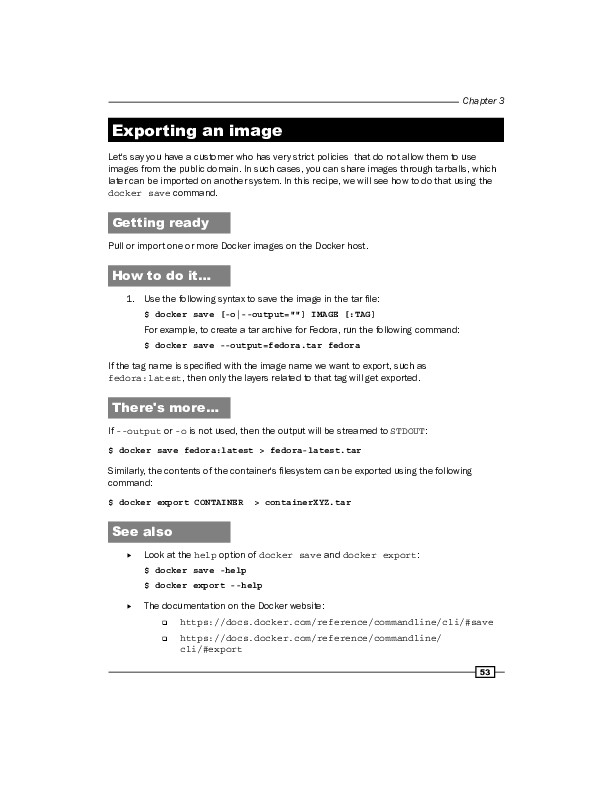 Chapter 3
Exporting an image
Let's say you have a customer who has very strict policies that do not allow them to use
images from the public domain. In such cases, you can share images through tarballs, which
later can be imported on another system. In this recipe, we will see how to do that using the
docker save command.
Getting ready
Pull or import one or more Docker images on the Docker host.
How to do it...
1. Use the following syntax to save the image in the tar file:
$ docker save [-o|--output=""] IMAGE [:TAG]
For example, to create a tar archive for Fedora, run the following command:
$ docker save --output=fedora.tar fedora
If the tag name is specified with the image name we want to export, such as
fedora:latest, then only the layers related to that tag will get exported.
There's more...
If --output or -o is not used, then the output will be streamed to STDOUT:
$ docker save fedora:latest > fedora-latest.tar
Similarly, the contents of the container's filesystem can be exported using the following
command:
$ docker export CONTAINER > containerXYZ.tar
See also
▸ Look at the help option of docker save and docker export:
$ docker save -help
$ docker export --help
▸ The documentation on the Docker website:
❑ https://docs.docker.com/reference/commandline/cli/#save
❑ https://docs.docker.com/reference/commandline/
cli/#export
53